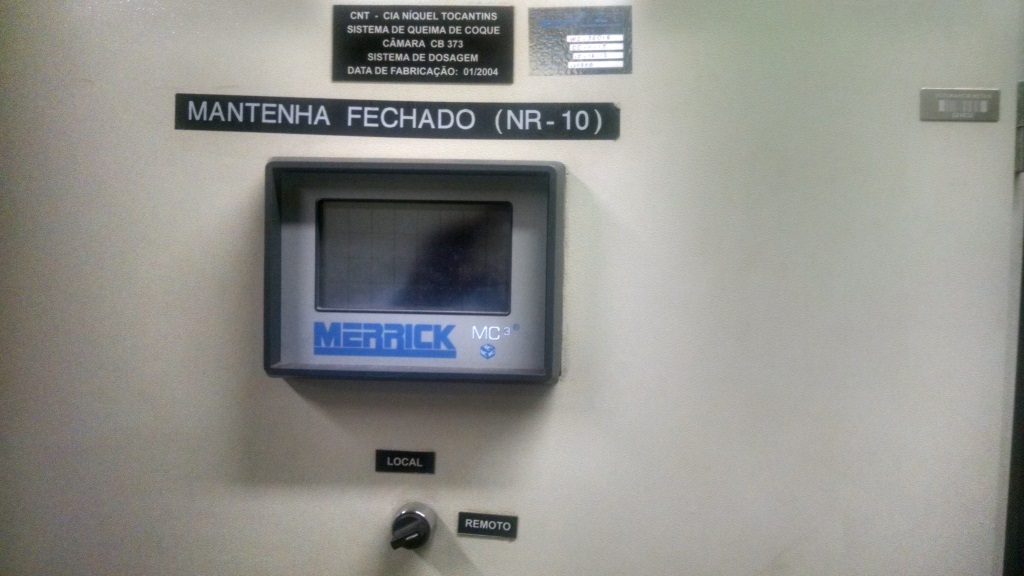 CNT - CIA NÍQUEL TOCANTINS
SISTEMA DE QUEIMA DE COQUE
CÂMARA CB 373
SISTEMA DE DOSAGEM
DATA DE FABRICAÇÃO: 01/2004
MANTENHA FECHADO (NR-10)
MERRICK MC³®
LOCAL
REMOTO